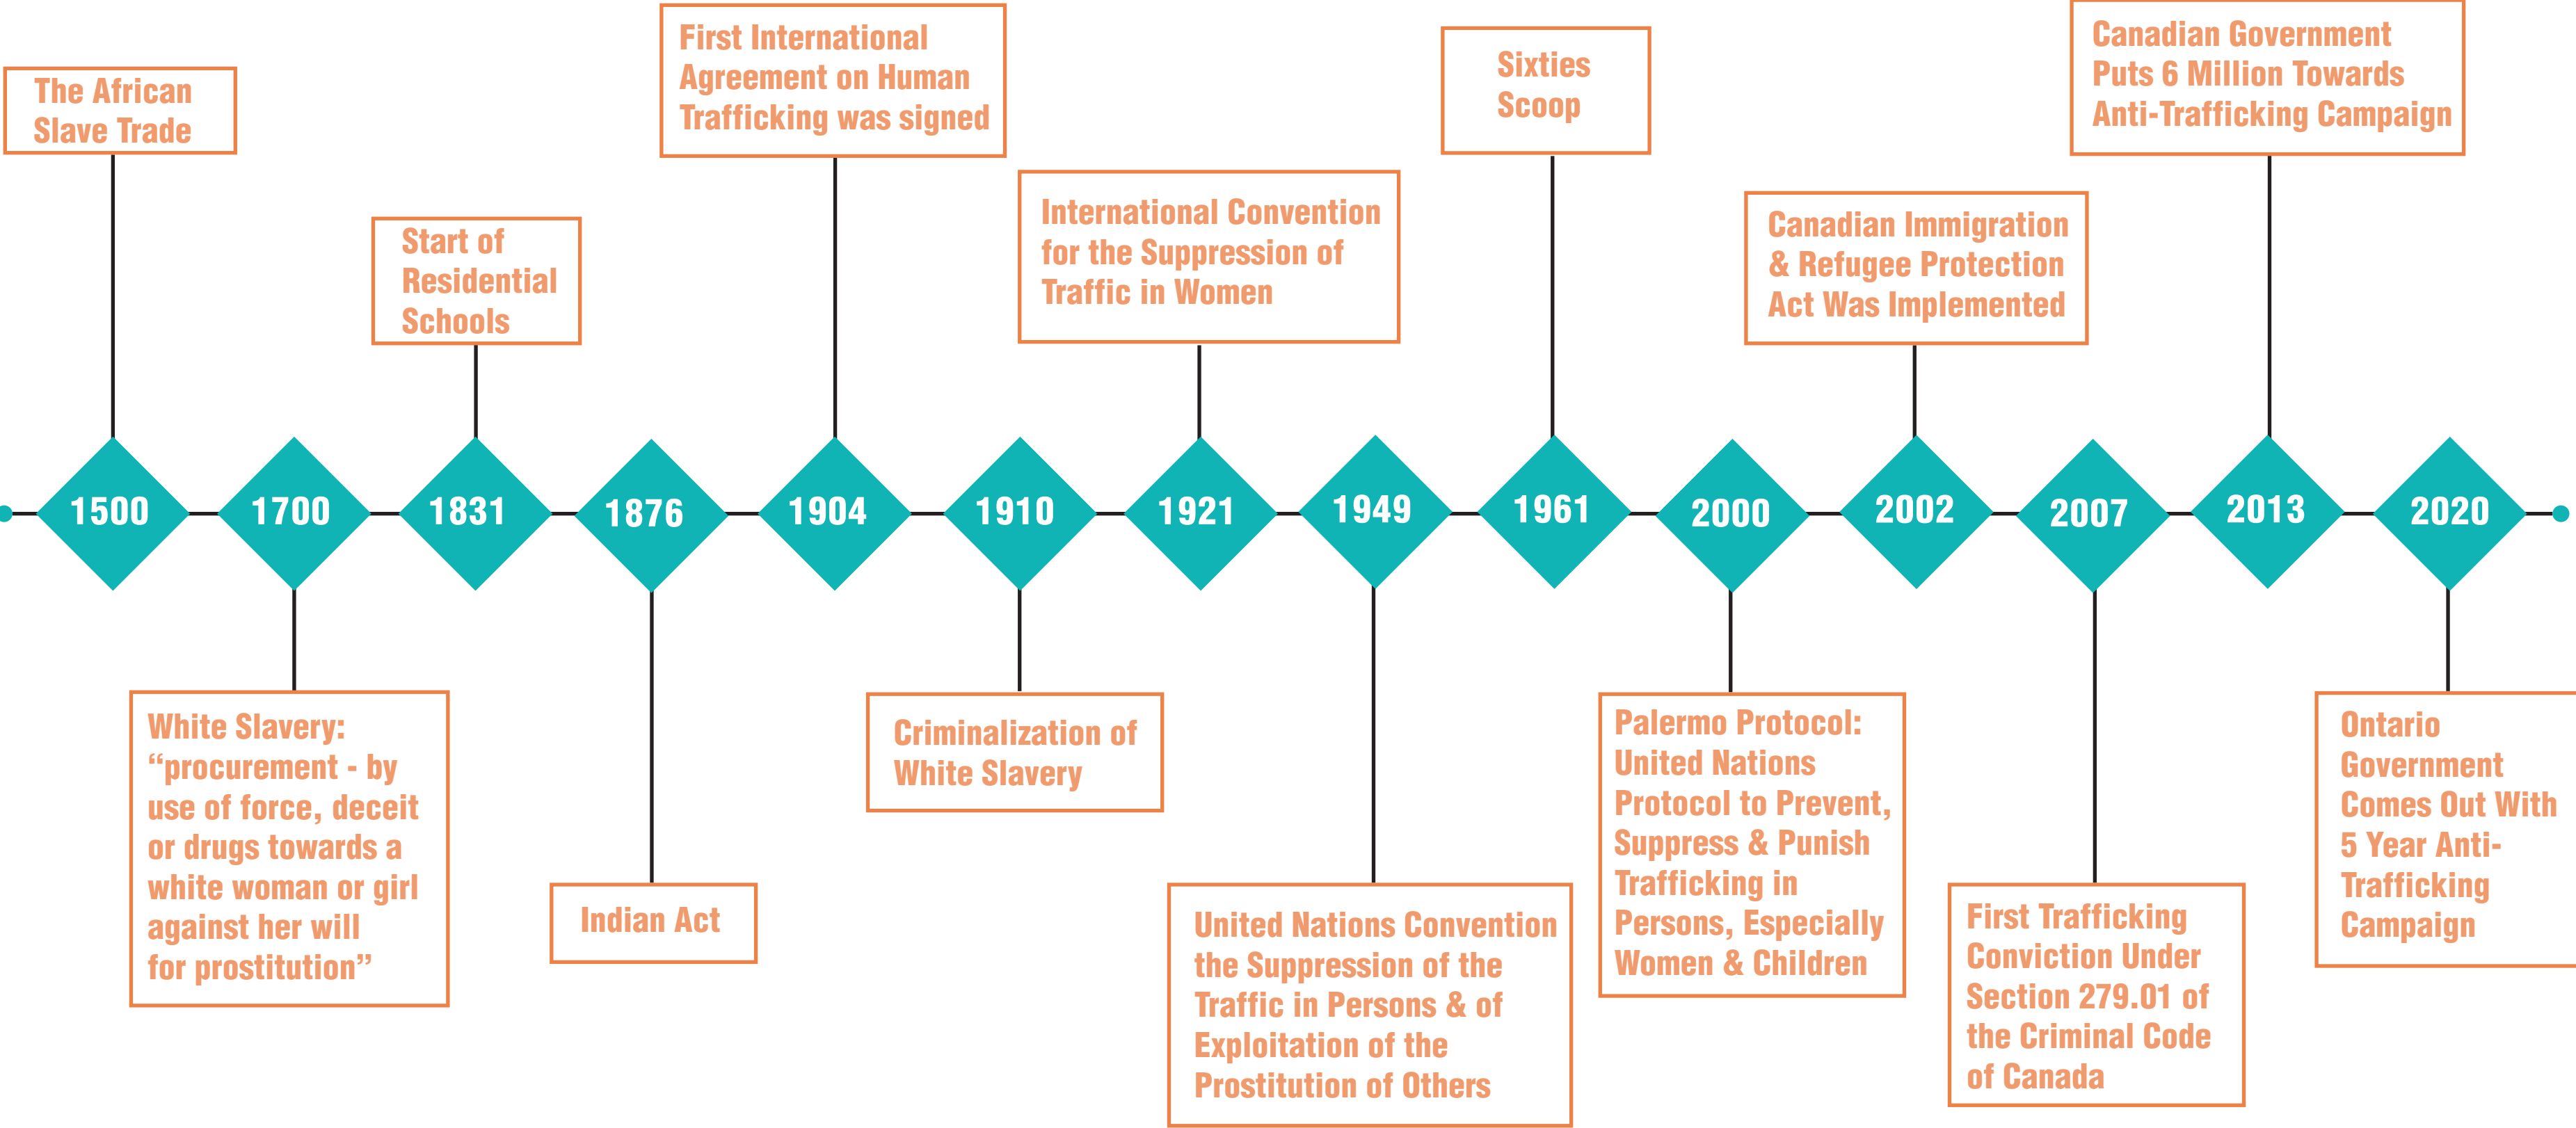 The African
Slave Trade
First International
Agreement on Human
Trafficking was signed
Sixties
Scoop
Canadian Government
Puts 6 Million Towards
Anti-Trafficking Campaign
Start of
Residential
Schools
International Convention
for the Suppression of
Traffic in Women
Canadian Immigration
& Refugee Protection
Act Was Implemented
1500
1700
1831
1876
1904
1910
1921
1949
1961
2000
2002
2007
2013
2020
White Slavery:
“procurement - by
use of force, deceit
or drugs towards a
white woman or girl
against her will
for prostitution”
Indian Act
Criminalization of
White Slavery
United Nations Convention
the Suppression of the
Traffic in Persons & of
Exploitation of the
Prostitution of Others
Palermo Protocol:
United Nations
Protocol to Prevent,
Suppress & Punish
Trafficking in
Persons, Especially
Women & Children
First Trafficking
Conviction Under
Section 279.01 of
the Criminal Code
of Canada
Ontario
Government
Comes Out With
5 Year Anti-
Trafficking
Campaign